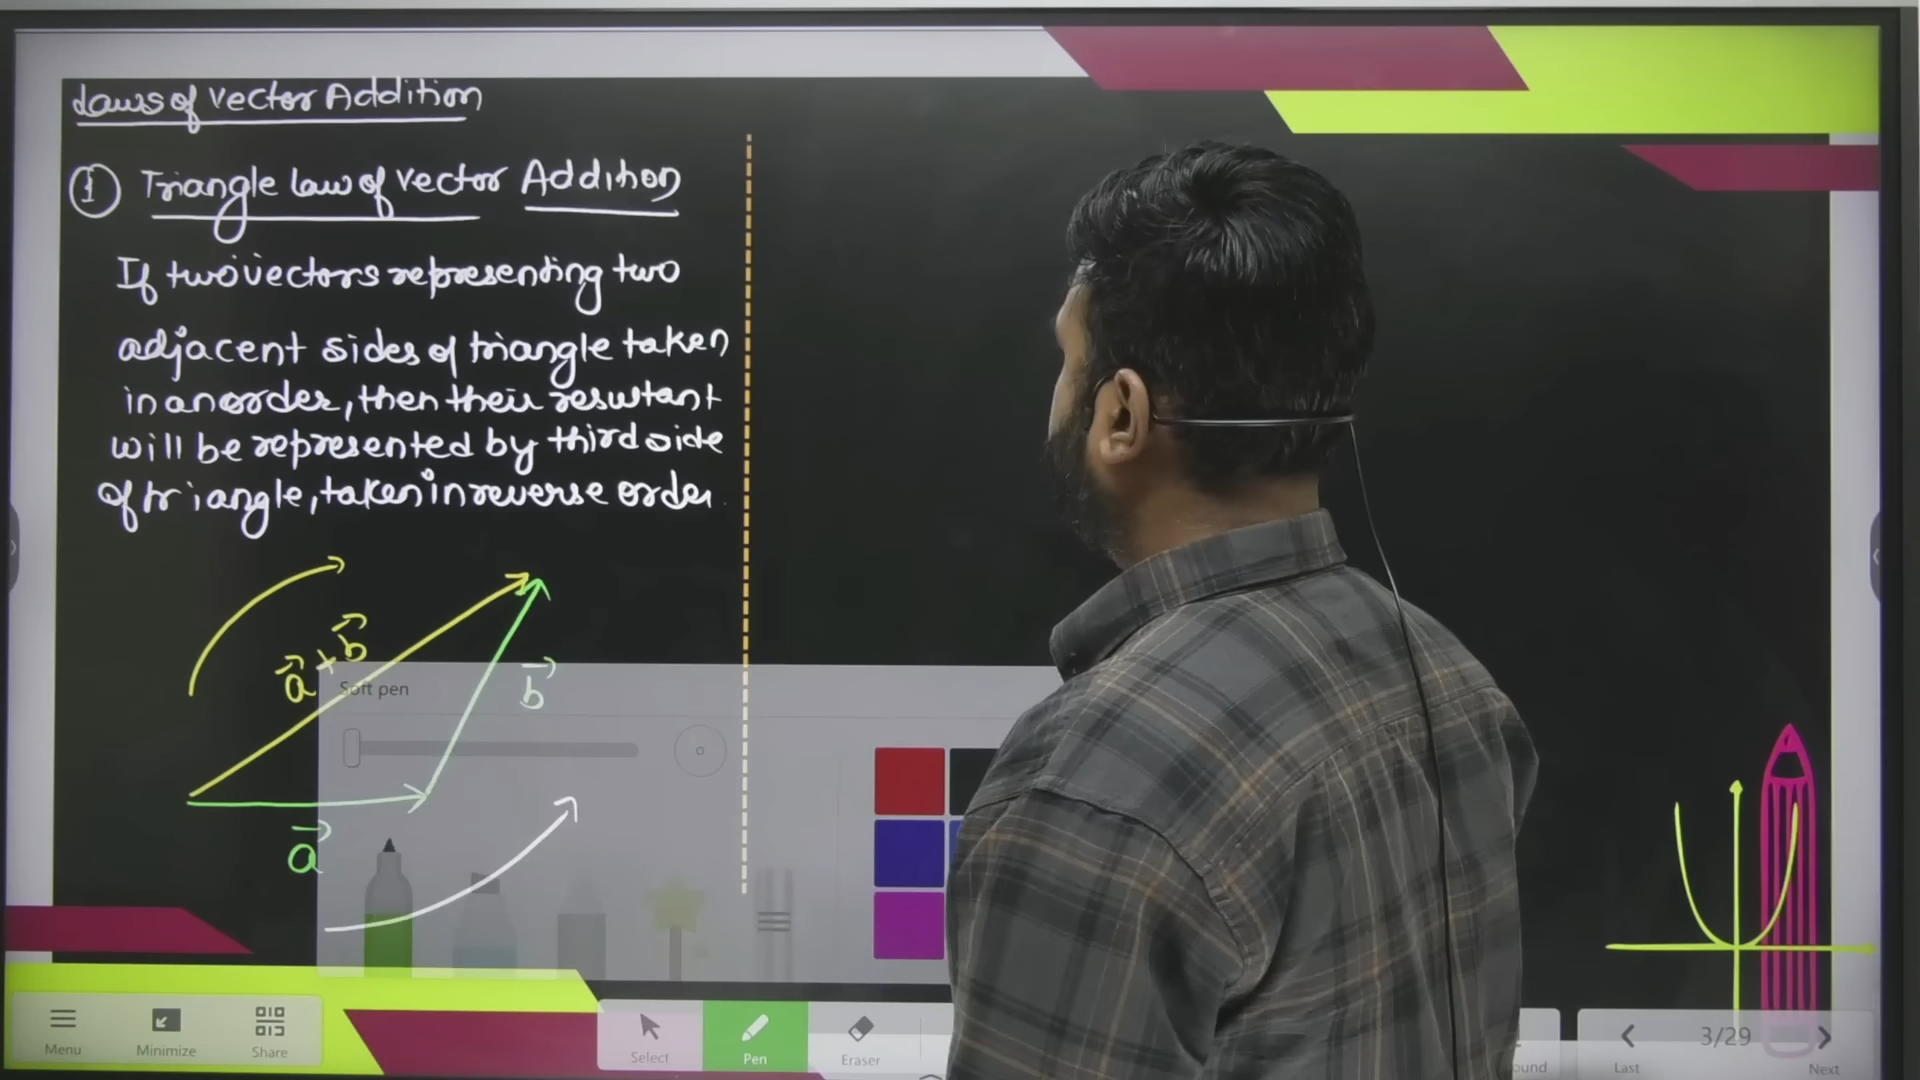 Laws of Vector Addition
① Triangle law of vector Addition
If two vectors representing two
adjacent sides of triangle taken
in an order, then their resultant
will be represented by third side
of triangle, taken in reverse order.
a⃗ + b⃗
b⃗
a⃗
Soft pen
Menu
Minimize
Share
Select
Pen
Eraser
ound
Last
3/29
Next